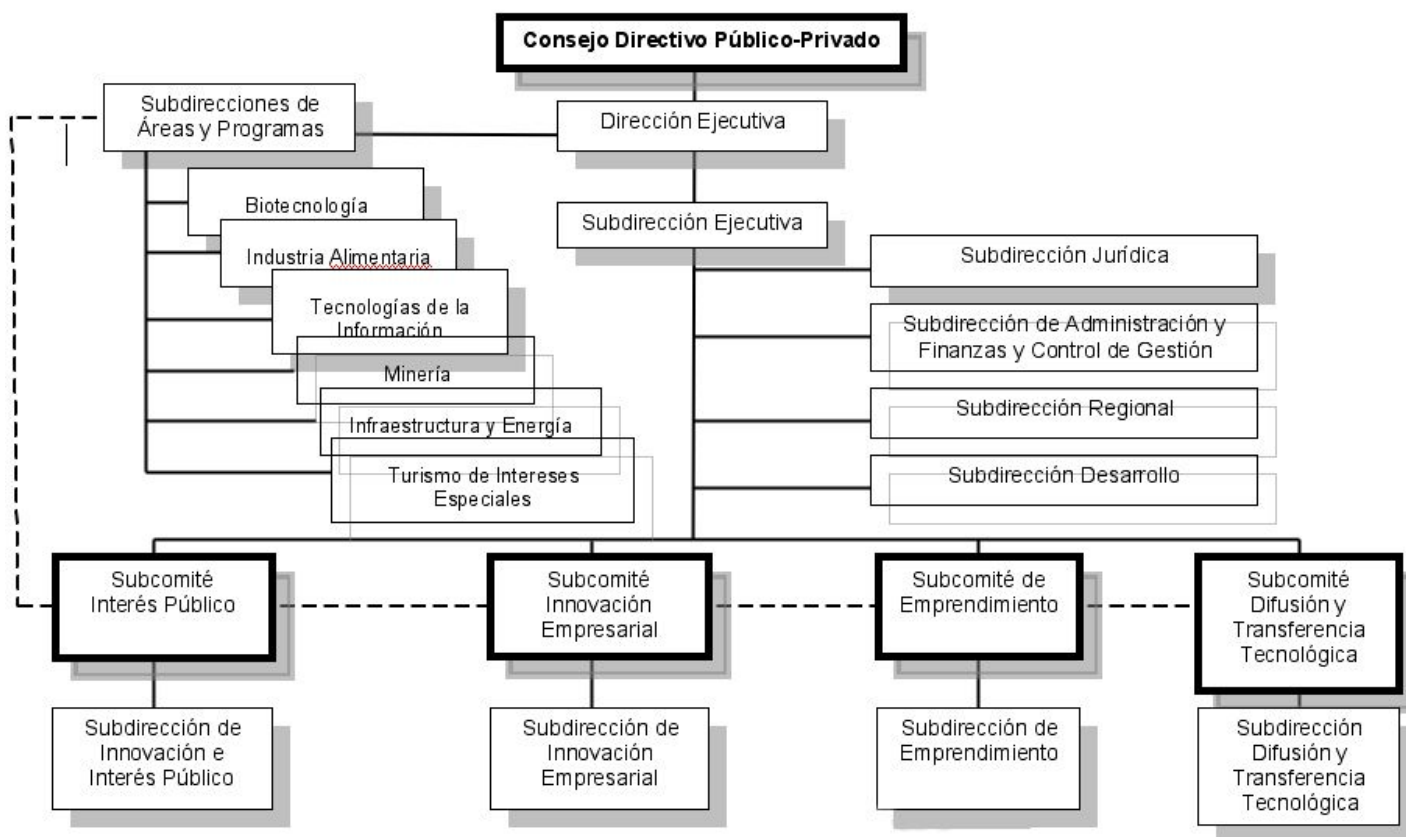 Consejo Directivo Público-Privado
Subdirecciones de
Áreas y Programas
Dirección Ejecutiva
Biotecnología
Industria Alimentaria
Tecnologías de la
Información
Minería
Infraestructura y Energía
Turismo de Intereses
Especiales
Subdirección Ejecutiva
Subdirección Jurídica
Subdirección de Administración y
Finanzas y Control de Gestión
Subdirección Regional
Subdirección Desarrollo
Subcomité
Interés Público
Subcomité
Innovación
Empresarial
Subcomité de
Emprendimiento
Subcomité
Difusión y
Transferencia
Tecnológica
Subdirección de
Innovación e
Interés Público
Subdirección de
Innovación
Empresarial
Subdirección de
Emprendimiento
Subdirección
Difusión y
Transferencia
Tecnológica